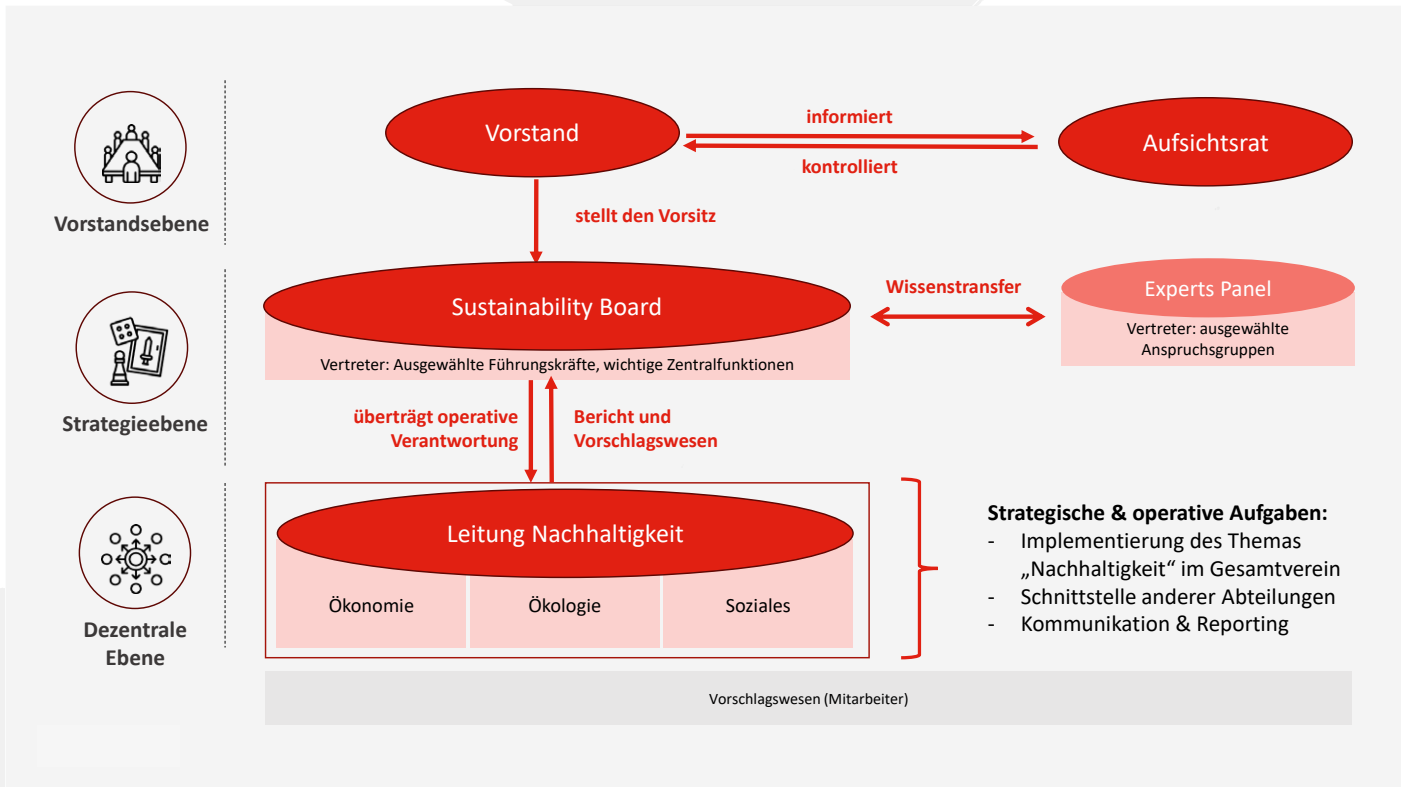 Vorstand
informiert
kontrolliert
Aufsichtsrat
Vorstandsebene
stellt den Vorsitz
Sustainability Board
Vertreter: Ausgewählte Führungskräfte, wichtige Zentralfunktionen
Wissenstransfer
Experts Panel
Vertreter: ausgewählte
Anspruchsgruppen
Strategieebene
überträgt operative
Verantwortung
Bericht und
Vorschlagswesen
Leitung Nachhaltigkeit
Ökonomie
Ökologie
Soziales
Dezentrale
Ebene
Strategische & operative Aufgaben:
- Implementierung des Themas
„Nachhaltigkeit“ im Gesamtverein
- Schnittstelle anderer Abteilungen
- Kommunikation & Reporting
Vorschlagswesen (Mitarbeiter)